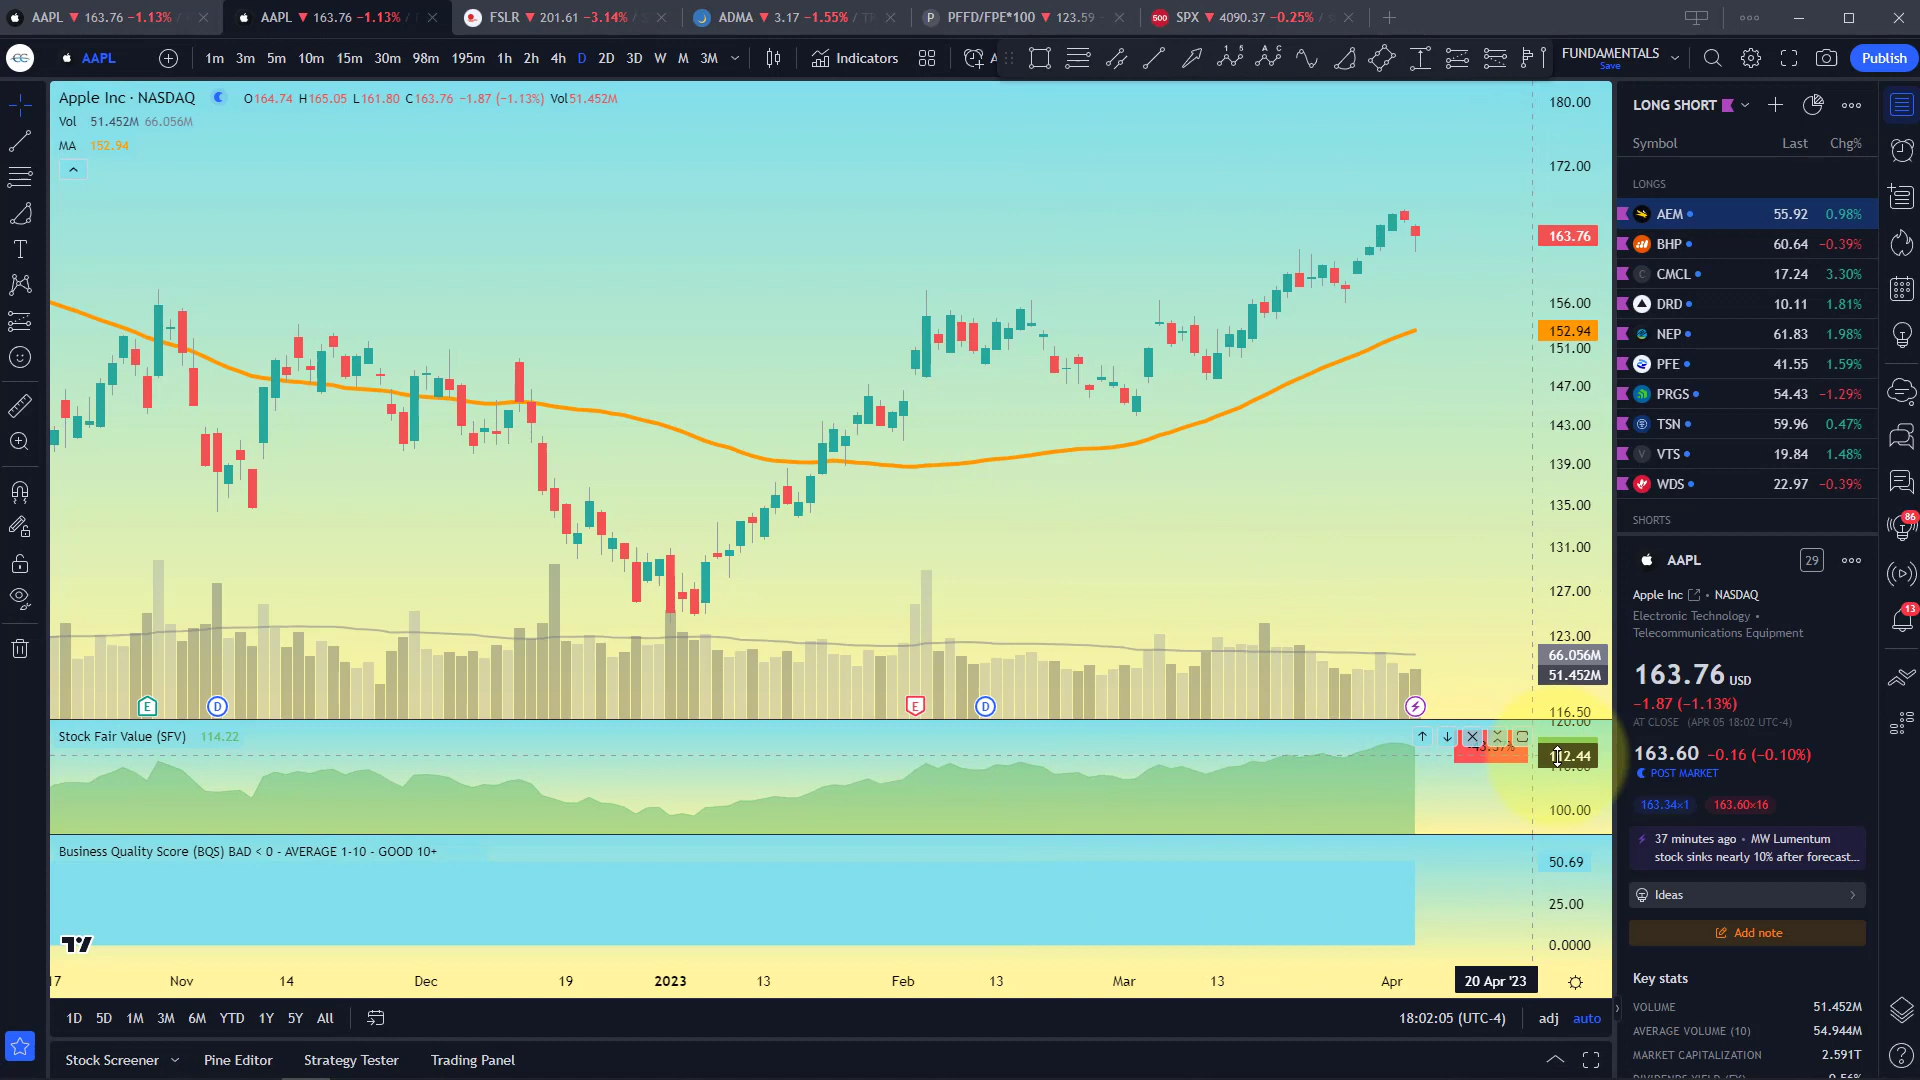 AAPL ▼ 163.76 −1.13% /
AAPL ▼ 163.76 −1.13% /
FSLR ▼ 201.61 −3.14% /
ADMA ▼ 3.17 −1.55% /
P PFFD/FPE*100 ▼ 123.59
500 SPX ▼ 4090.37 −0.25% /
CC AAPL 1m 3m 5m 10m 15m 30m 98m 195m 1h 2h 4h D 2D 3D W M 3M Indicators FUNDAMENTALS Publish
Save
Apple Inc · NASDAQ O164.74 H165.05 L161.80 C163.76 −1.87 (−1.13%) Vol51.452M
Vol 51.452M 66.056M
MA 152.94
180.00
172.00
163.76
156.00
152.94
151.00
147.00
143.00
139.00
135.00
131.00
127.00
123.00
66.056M
51.452M
116.50
E D E D
120.00
Stock Fair Value (SFV) 114.22
112.44
100.00
Business Quality Score (BQS) BAD < 0 - AVERAGE 1-10 - GOOD 10+
50.69
25.00
0.0000
17 Nov 14 Dec 19 2023 13 Feb 13 Mar 13 Apr 20 Apr '23
1D 5D 1M 3M 6M YTD 1Y 5Y All 18:02:05 (UTC-4) adj auto
Stock Screener Pine Editor Strategy Tester Trading Panel
LONG SHORT
Symbol Last Chg%
LONGS
AEM 55.92 0.98%
BHP 60.64 −0.39%
C CMCL 17.24 3.30%
DRD 10.11 1.81%
NEP 61.83 1.98%
PFE 41.55 1.59%
PRGS 54.43 −1.29%
TSN 59.96 0.47%
V VTS 19.84 1.48%
WDS 22.97 −0.39%
SHORTS
AAPL 29
Apple Inc • NASDAQ
Electronic Technology •
Telecommunications Equipment
163.76 USD
−1.87 (−1.13%)
AT CLOSE (APR 05 18:02 UTC-4)
163.60 −0.16 (−0.10%)
POST MARKET
163.34×1 163.60×16
37 minutes ago • MW Lumentum
stock sinks nearly 10% after forecast...
Ideas
Add note
Key stats
VOLUME 51.452M
AVERAGE VOLUME (10) 54.944M
MARKET CAPITALIZATION 2.591T
86
13